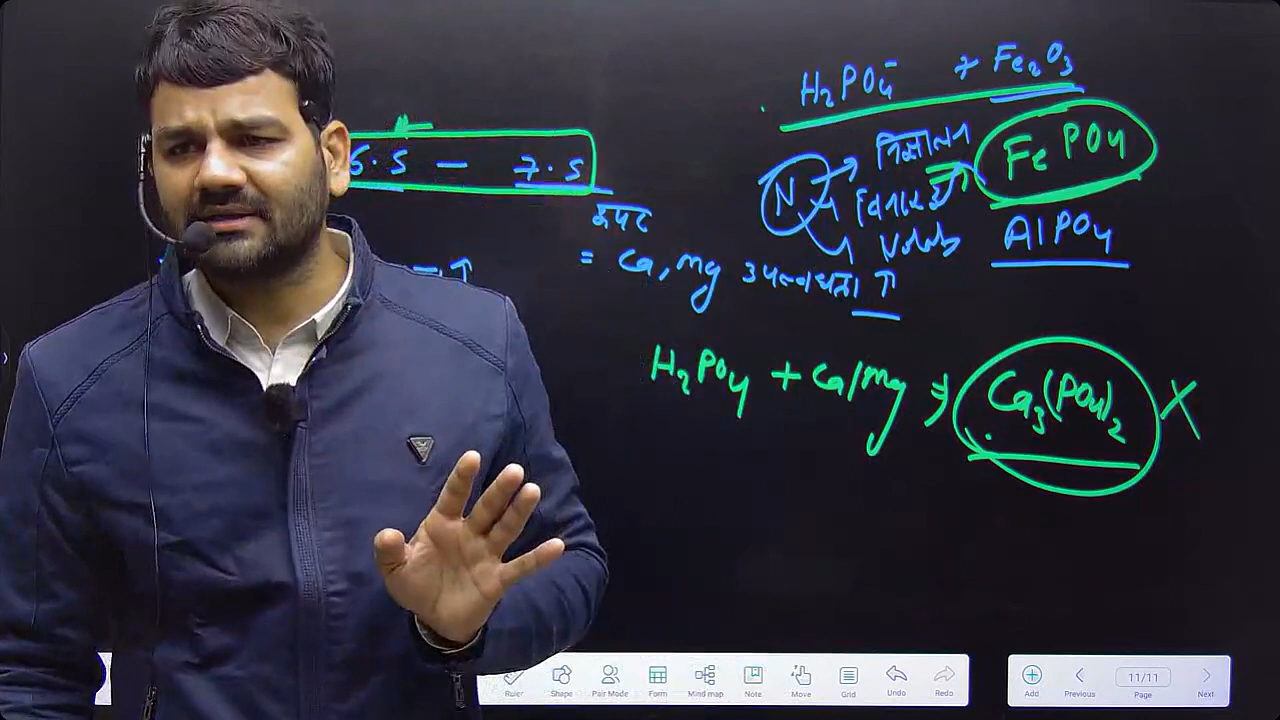 H₂PO₄⁻ + Fe₂O₃
6.5 — 7.5
N
FePO₄
AlPO₄
= Ca, Mg उपलब्धता ↑
H₂PO₄ + Ca/Mg ⇒ Ca₃(PO₄)₂ X
Ruler Shape Pair Mode Form Mind map Note Move Grid Undo Redo
Add Previous 11/11 Page Next